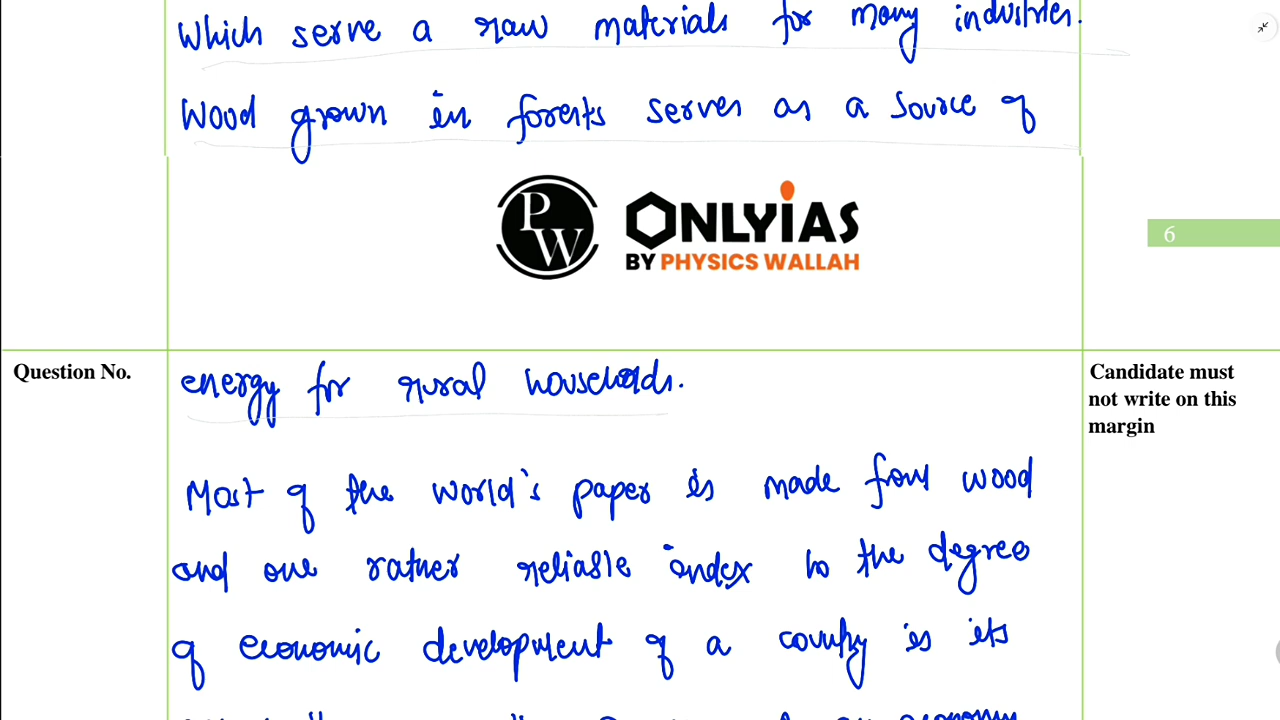 which serve a raw materials for many industries.
Wood grown in forests serves as a source of
PW ONLYIAS
BY PHYSICS WALLAH
6
Question No.
energy for rural households.
Candidate must
not write on this
margin
Most of the world's paper is made from wood
and one rather reliable index to the degree
of economic development of a country is its
economy